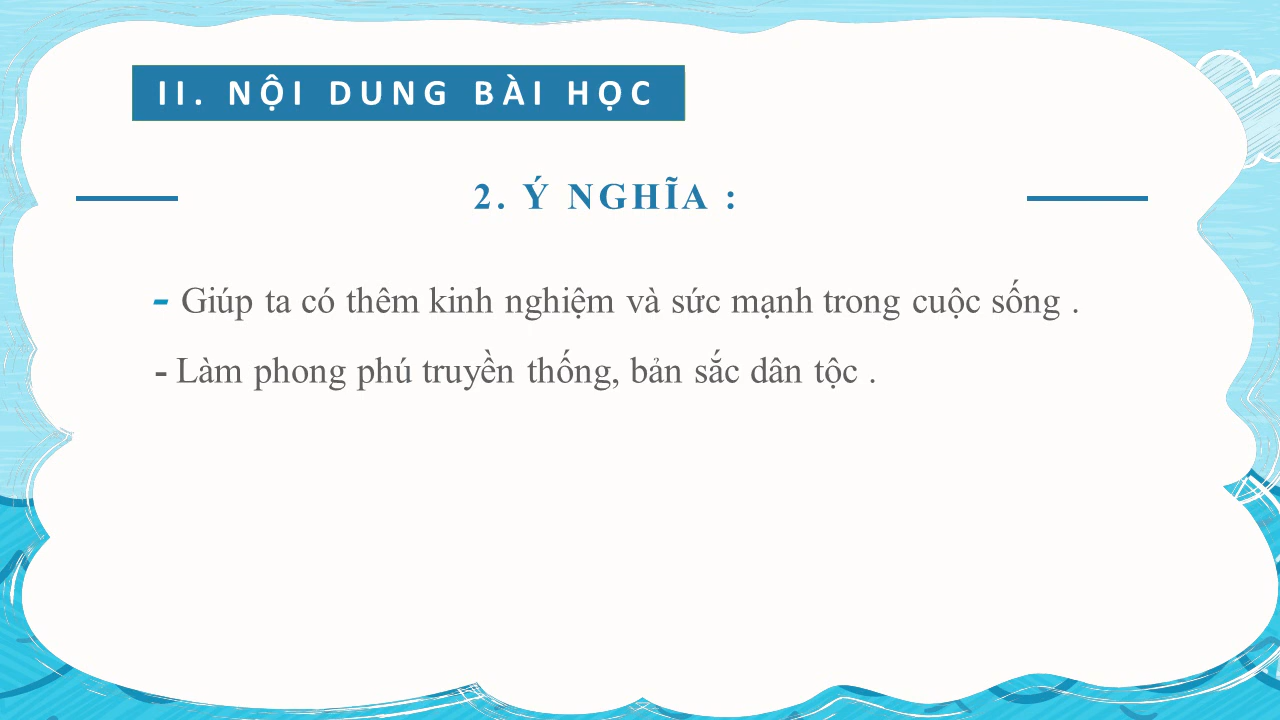 II. NỘI DUNG BÀI HỌC
2. Ý NGHĨA :
- Giúp ta có thêm kinh nghiệm và sức mạnh trong cuộc sống .
- Làm phong phú truyền thống, bản sắc dân tộc .